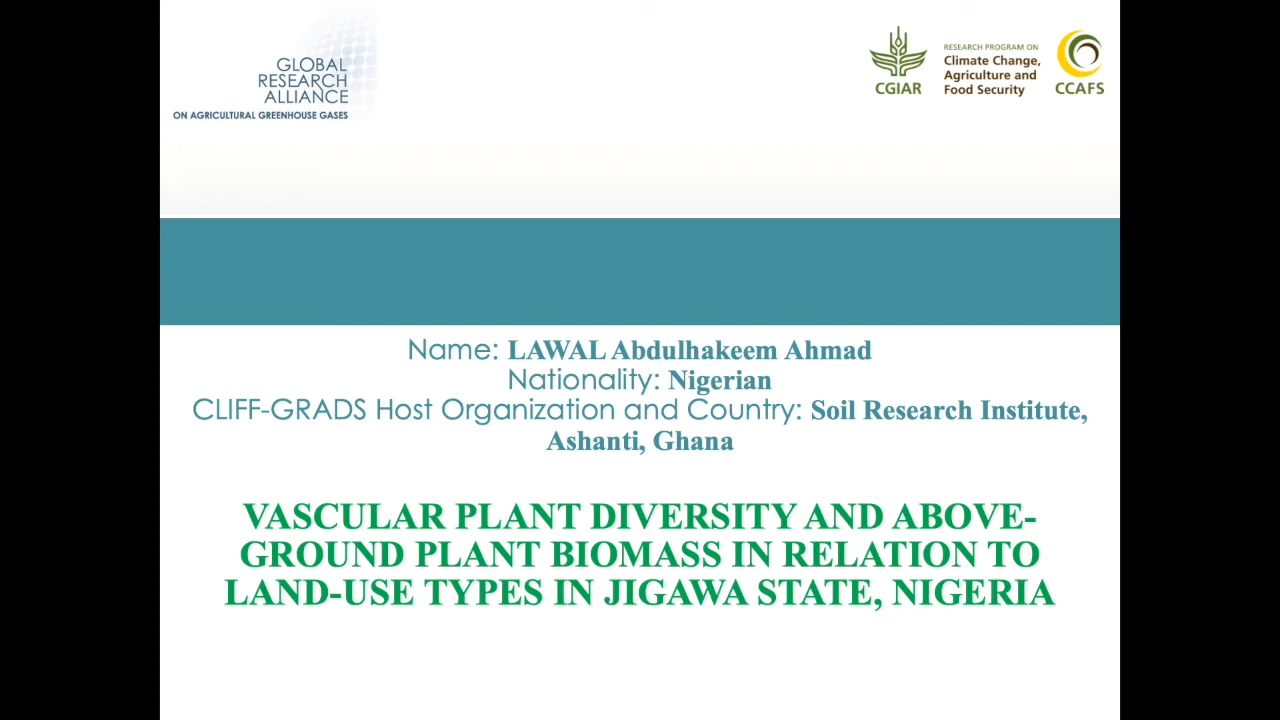 GLOBAL
RESEARCH
ALLIANCE
ON AGRICULTURAL GREENHOUSE GASES
CGIAR
RESEARCH PROGRAM ON
Climate Change,
Agriculture and
Food Security
CCAFS
Name: LAWAL Abdulhakeem Ahmad
Nationality: Nigerian
CLIFF-GRADS Host Organization and Country: Soil Research Institute,
Ashanti, Ghana
VASCULAR PLANT DIVERSITY AND ABOVE-
GROUND PLANT BIOMASS IN RELATION TO
LAND-USE TYPES IN JIGAWA STATE, NIGERIA